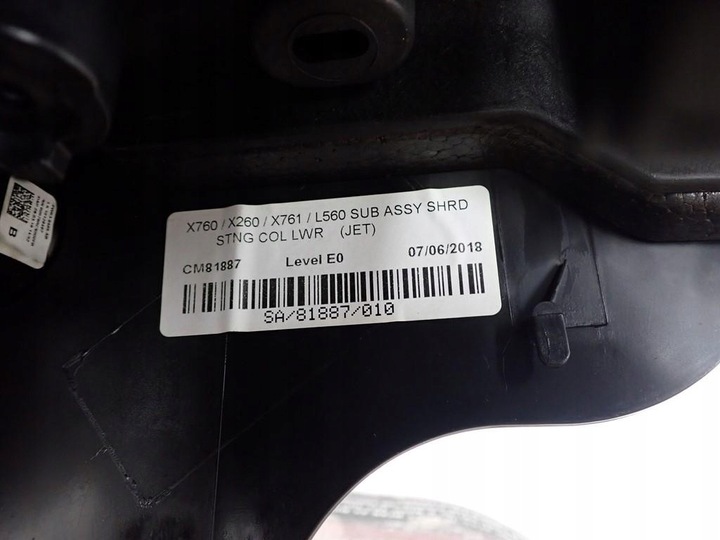 X760 / X260 / X761 / L560 SUB ASSY SHRD
STNG COL LWR (JET)
CM81887 Level E0 07/06/2018
SA/81887/010
B